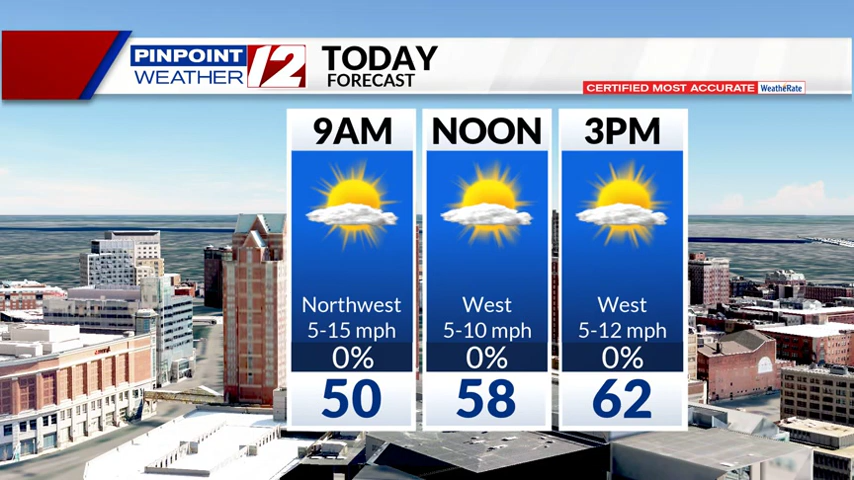 PINPOINT
WEATHER 12
TODAY
FORECAST
CERTIFIED MOST ACCURATE WeatheRate
9AM
Northwest
5-15 mph
0%
50
NOON
West
5-10 mph
0%
58
3PM
West
5-12 mph
0%
62